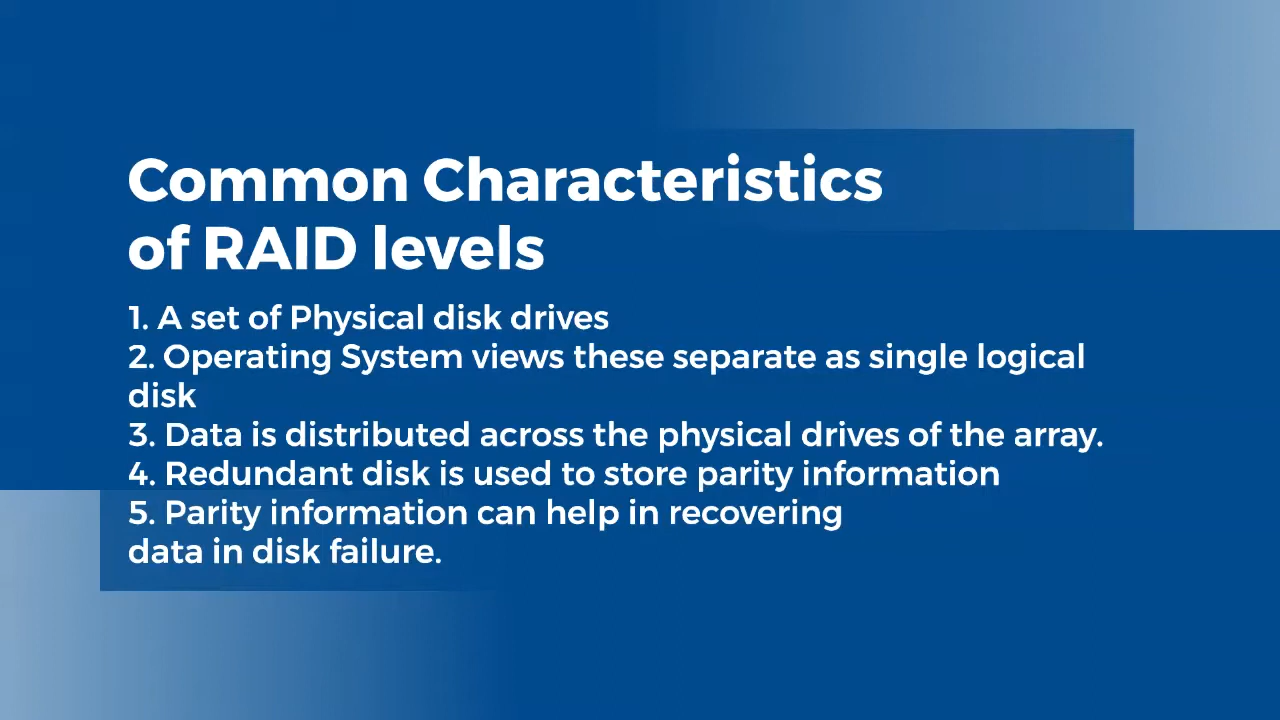 Common Characteristics
of RAID levels
1. A set of Physical disk drives
2. Operating System views these separate as single logical
disk
3. Data is distributed across the physical drives of the array.
4. Redundant disk is used to store parity information
5. Parity information can help in recovering
data in disk failure.